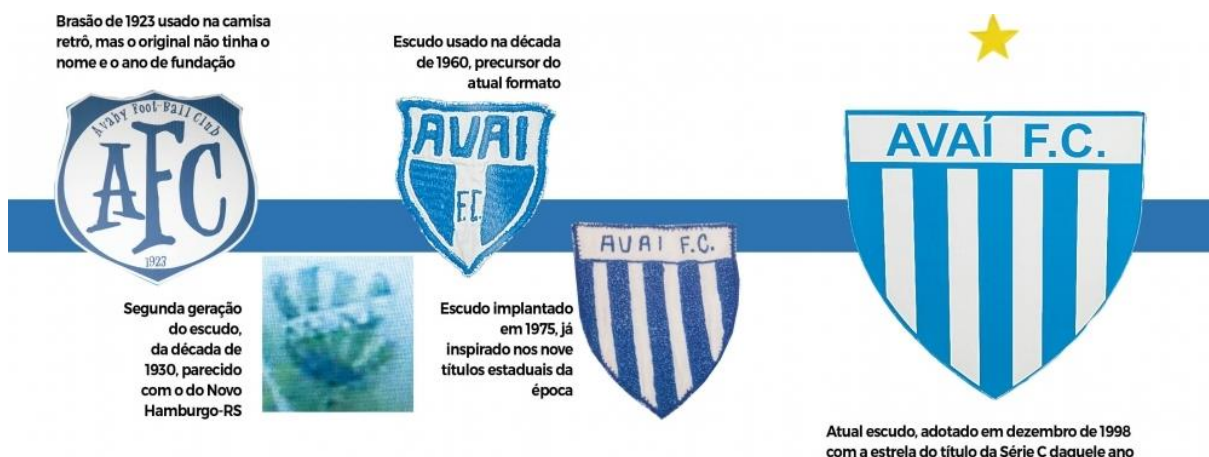 Brasão de 1923 usado na camisa
retrô, mas o original não tinha o
nome e o ano de fundação
Avahy Foot-Ball Club
AFC
1923
Segunda geração
do escudo,
da década de
1930, parecido
com o do Novo
Hamburgo-RS
Escudo usado na década
de 1960, precursor do
atual formato
AVAI
F.C.
Escudo implantado
em 1975, já
inspirado nos nove
títulos estaduais da
época
AVAI F.C.
AVAÍ F.C.
Atual escudo, adotado em dezembro de 1998
com a estrela do título da Série C daquele ano